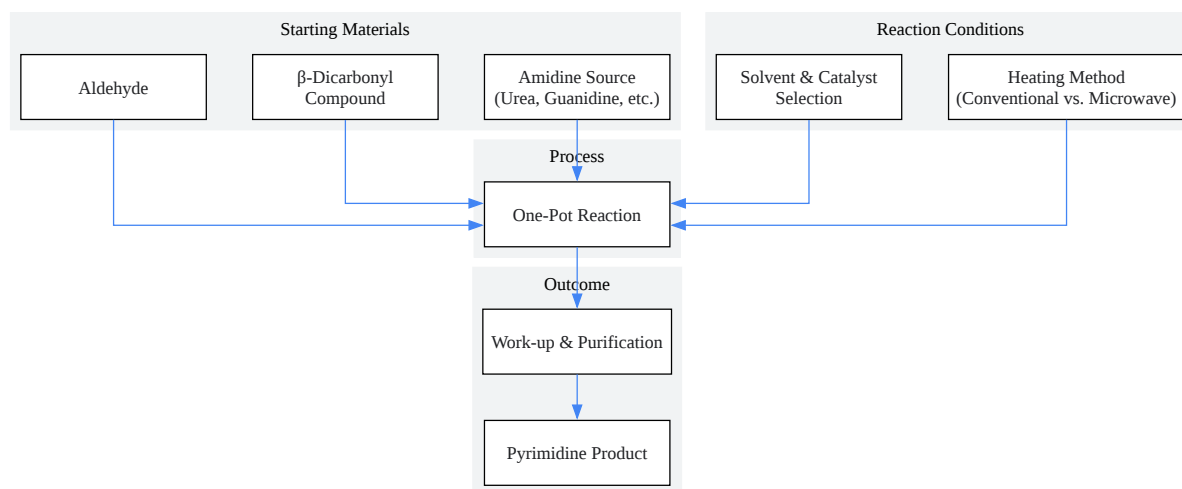 Starting Materials
Reaction Conditions
Aldehyde
β-Dicarbonyl
Compound
Amidine Source
(Urea, Guanidine, etc.)
Solvent & Catalyst
Selection
Heating Method
(Conventional vs. Microwave)
Process
One-Pot Reaction
Outcome
Work-up & Purification
Pyrimidine Product